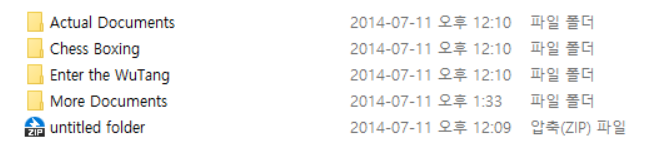 Actual Documents 2014-07-11 오후 12:10 파일 폴더
Chess Boxing 2014-07-11 오후 12:10 파일 폴더
Enter the WuTang 2014-07-11 오후 12:10 파일 폴더
More Documents 2014-07-11 오후 1:33 파일 폴더
ZIP untitled folder 2014-07-11 오후 12:09 압축(ZIP) 파일